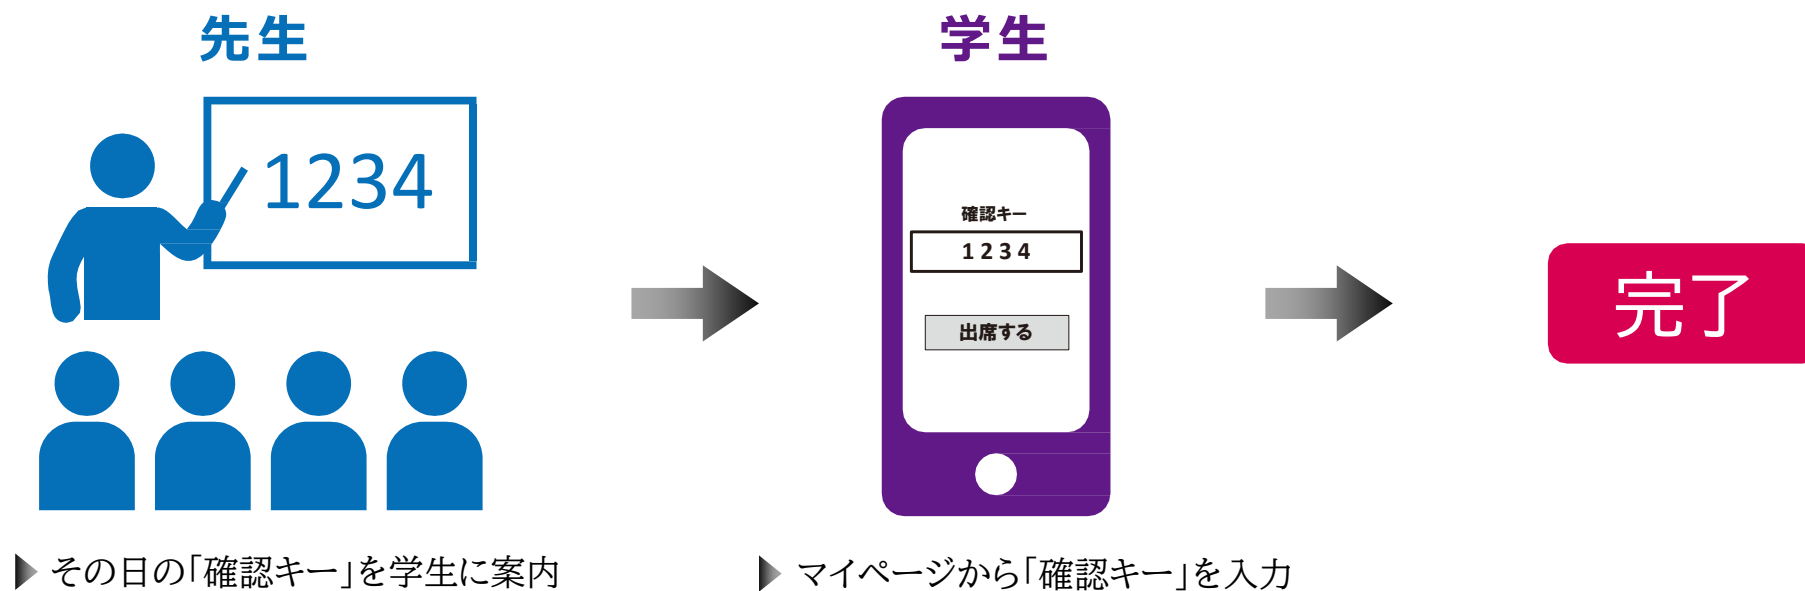 先生
1234
学生
確認キー
1234
出席する
完了
その日の「確認キー」を学生に案内
マイページから「確認キー」を入力